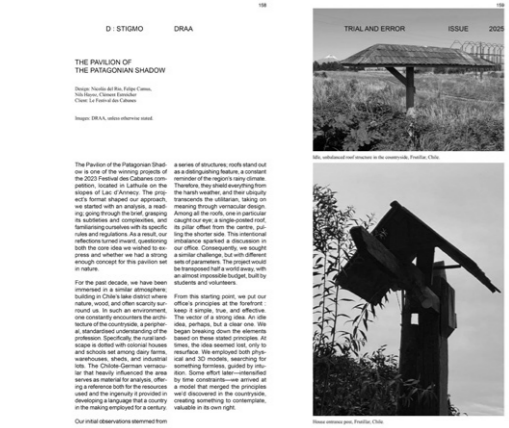 158
D : STIGMO
DRAA
THE PAVILION OF
THE PATAGONIAN SHADOW
Design: Nicolás del Río, Felipe Camus,
Nils Hayoz, Clément Estreicher
Client: Le Festival des Cabanes
Images: DRAA, unless otherwise stated.
The Pavilion of the Patagonian Shad-
ow is one of the winning projects of
the 2023 Festival des Cabanes com-
petition, located in Lathuile on the
slopes of Lac d'Annecy. The proj-
ect's formal shaped our approach,
we started with an analysis, a read-
ing; going through the brief, grasping
its subtleties and complexities, and
familiarising ourselves with its specific
rules and regulations. As a result, our
reflections turned inward, questioning
both the core idea we wished to ex-
press and whether we had a strong
enough concept for this pavilion set
in nature.
For the past decade, we have been
immersed in a similar atmosphere;
building in Chile's lake district where
nature, wood, and often scarcity sur-
round us. In such an environment,
one constantly encounters the archi-
tecture of the countryside, a peripher-
al, standardised understanding of the
profession. Specifically, the rural land-
scape is dotted with colonial houses
and schools set among dairy farms,
warehouses, sheds, and industrial
lots. The Chilote-German vernacu-
lar that heavily influenced the area
serves as material for analysis, offer-
ing a reference both for the resources
used and the ingenuity it provided in
developing a language that a country
in the making employed for a century.
Our initial observations stemmed from
a series of structures, roofs stand out
as a distinguishing feature, a constant
reminder of the region's rainy climate.
Therefore, they shield everything from
the harsh weather, and their ubiquity
transcends the utilitarian, taking on
meaning through vernacular design.
Among all the roofs, one in particular
caught our eye; a single-posted roof,
its pillar offset from the centre, pul-
ling the shorter side. This intentional
imbalance sparked a discussion in
our office. Consequently, we sought
a similar challenge, but with different
sets of parameters. The project would
be transposed half a world away, with
an almost impossible budget, built by
students and volunteers.
From this starting point, we put our
office's principles at the forefront :
keep it simple, true, and effective.
The vector of a strong idea. An idle
idea, perhaps, but a clear one. We
began breaking down the elements
based on these stated principles. At
times, the idea seemed lost, only to
resurface. We employed both phys-
ical and 3D models, searching for
something formless, guided by intu-
ition. Some effort later—intensified
by time constraints—we arrived at
a model that merged the principles
we'd discovered in the countryside,
creating something to contemplate,
valuable in its own right.
159
TRIAL AND ERROR
ISSUE
2025
Idle, unbalanced roof structure in the countryside, Frutillar, Chile.
House entrance post, Frutillar, Chile.